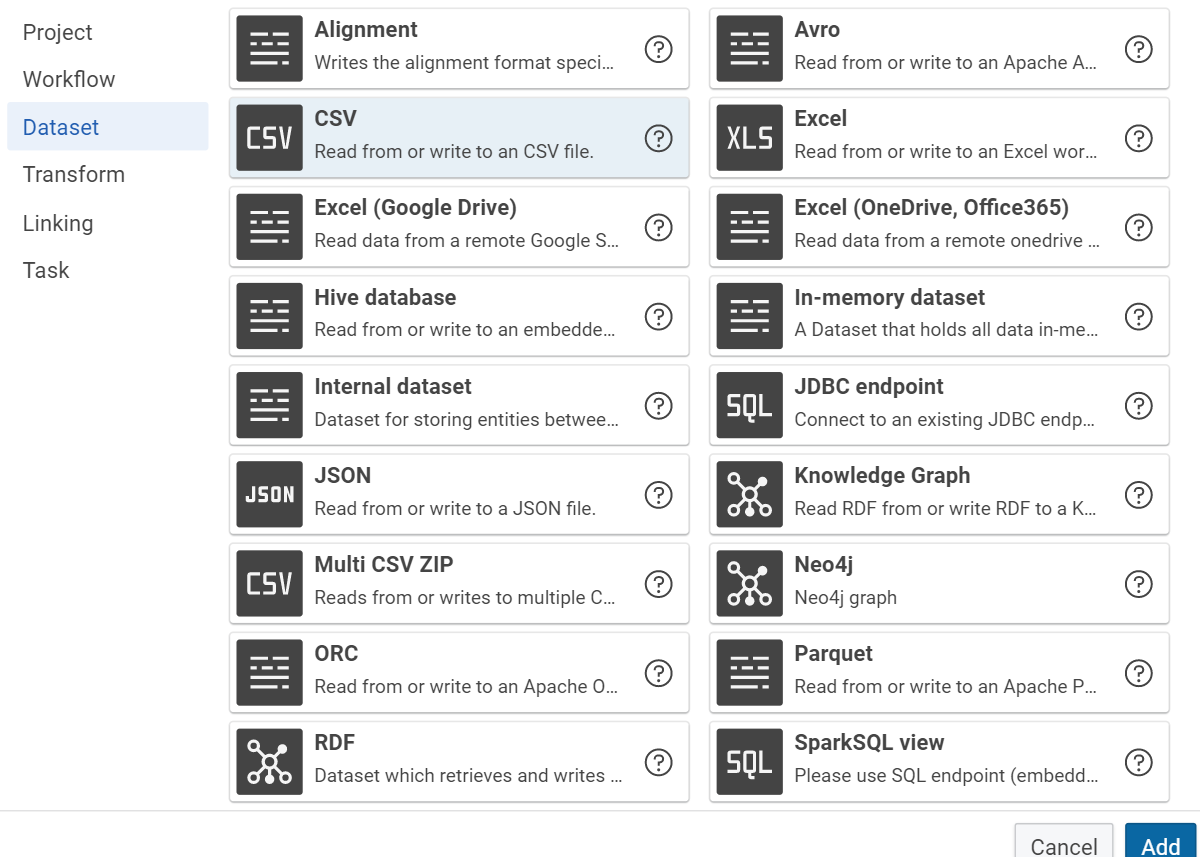 Project
Workflow
Dataset
Transform
Linking
Task
Alignment
Writes the alignment format speci...
?
Avro
Read from or write to an Apache A...
?
CSV
CSV
Read from or write to an CSV file.
?
XLS
Excel
Read from or write to an Excel wor...
?
Excel (Google Drive)
Read data from a remote Google S...
?
Excel (OneDrive, Office365)
Read data from a remote onedrive ...
?
Hive database
Read from or write to an embedde...
?
In-memory dataset
A Dataset that holds all data in-me...
?
Internal dataset
Dataset for storing entities betwee...
?
SQL
JDBC endpoint
Connect to an existing JDBC endp...
?
JSON
JSON
Read from or write to a JSON file.
?
Knowledge Graph
Read RDF from or write RDF to a K...
?
CSV
Multi CSV ZIP
Reads from or writes to multiple C...
?
Neo4j
Neo4j graph
?
ORC
Read from or write to an Apache O...
?
Parquet
Read from or write to an Apache P...
?
RDF
Dataset which retrieves and writes ...
?
SQL
SparkSQL view
Please use SQL endpoint (embedd...
?
Cancel
Add